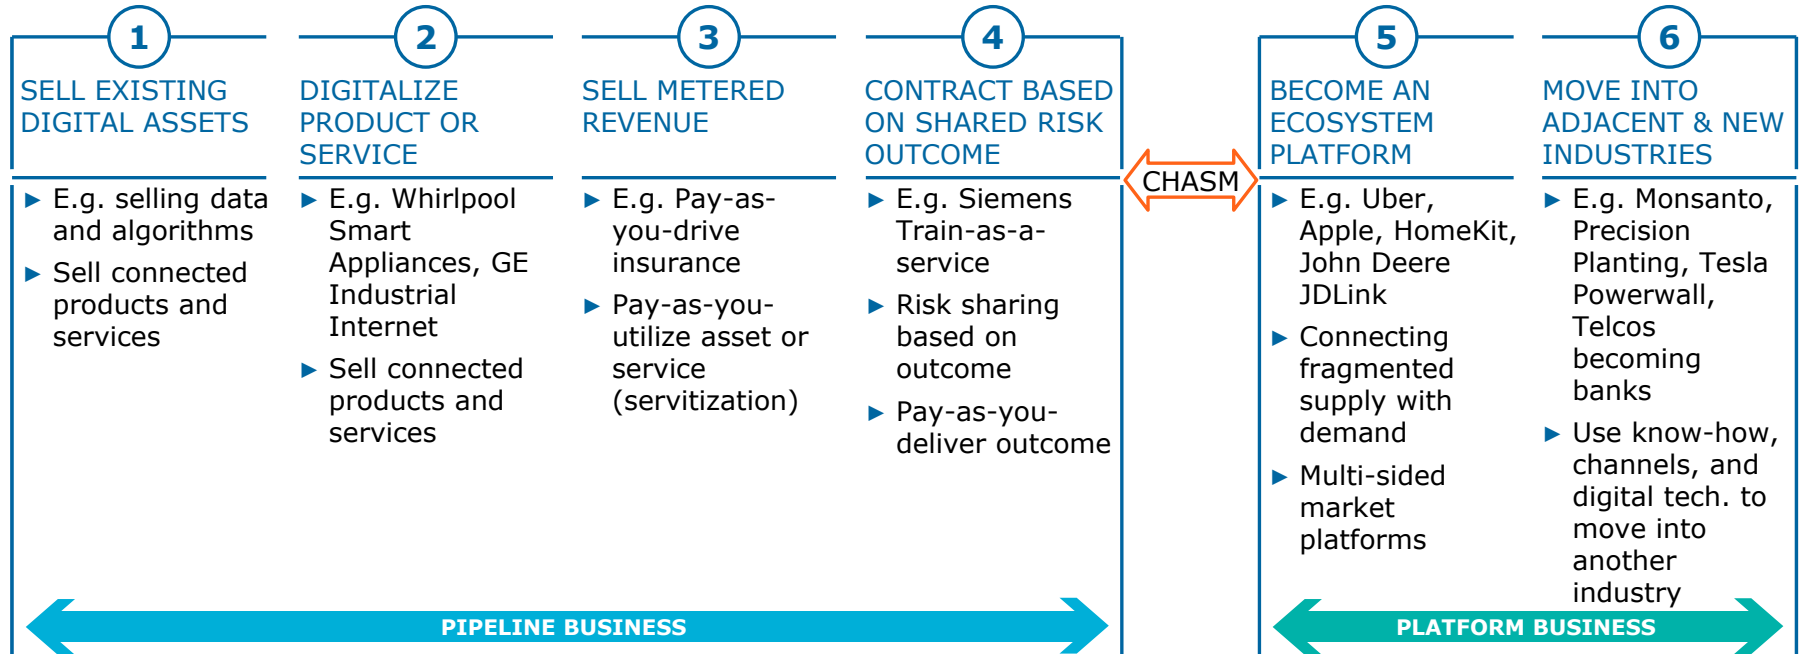 1
SELL EXISTING
DIGITAL ASSETS
► E.g. selling data
and algorithms
► Sell connected
products and
services
2
DIGITALIZE
PRODUCT OR
SERVICE
► E.g. Whirlpool
Smart
Appliances, GE
Industrial
Internet
► Sell connected
products and
services
3
SELL METERED
REVENUE
► E.g. Pay-as-
you-drive
insurance
► Pay-as-you-
utilize asset or
service
(servitization)
4
CONTRACT BASED
ON SHARED RISK
OUTCOME
► E.g. Siemens
Train-as-a-
service
► Risk sharing
based on
outcome
► Pay-as-you-
deliver outcome
PIPELINE BUSINESS
CHASM
5
BECOME AN
ECOSYSTEM
PLATFORM
► E.g. Uber,
Apple, HomeKit,
John Deere
JDLink
► Connecting
fragmented
supply with
demand
► Multi-sided
market
platforms
6
MOVE INTO
ADJACENT & NEW
INDUSTRIES
► E.g. Monsanto,
Precision
Planting, Tesla
Powerwall,
Telcos
becoming
banks
► Use know-how,
channels, and
digital tech. to
move into
another
industry
PLATFORM BUSINESS